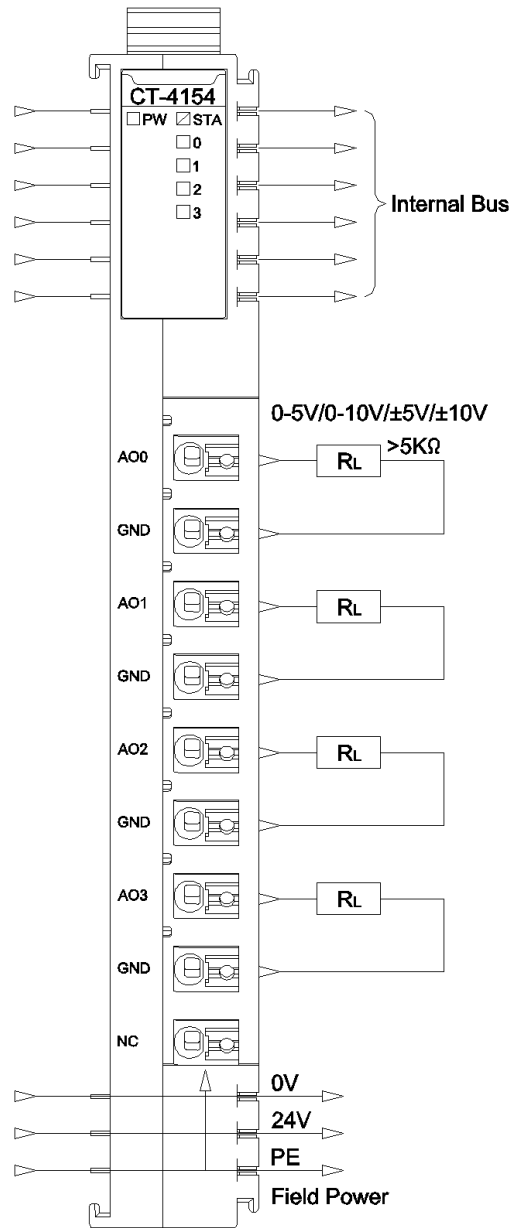 CT-4154
PW STA
0
1
2
3
Internal Bus
0-5V/0-10V/±5V/±10V
>5KΩ
AO0 RL
GND
AO1 RL
GND
AO2 RL
GND
AO3 RL
GND
NC
0V
24V
PE
Field Power